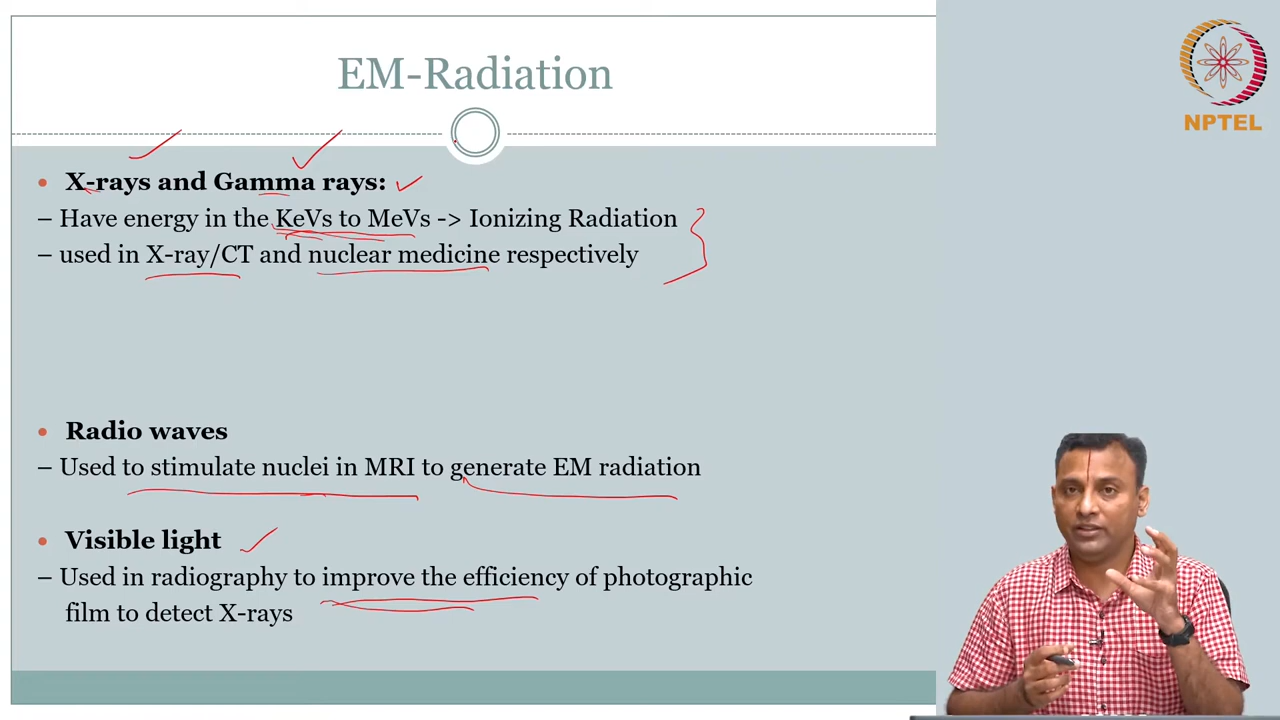 EM-Radiation
NPTEL
• X-rays and Gamma rays:
– Have energy in the KeVs to MeVs -> Ionizing Radiation
– used in X-ray/CT and nuclear medicine respectively
• Radio waves
– Used to stimulate nuclei in MRI to generate EM radiation
• Visible light
– Used in radiography to improve the efficiency of photographic
film to detect X-rays